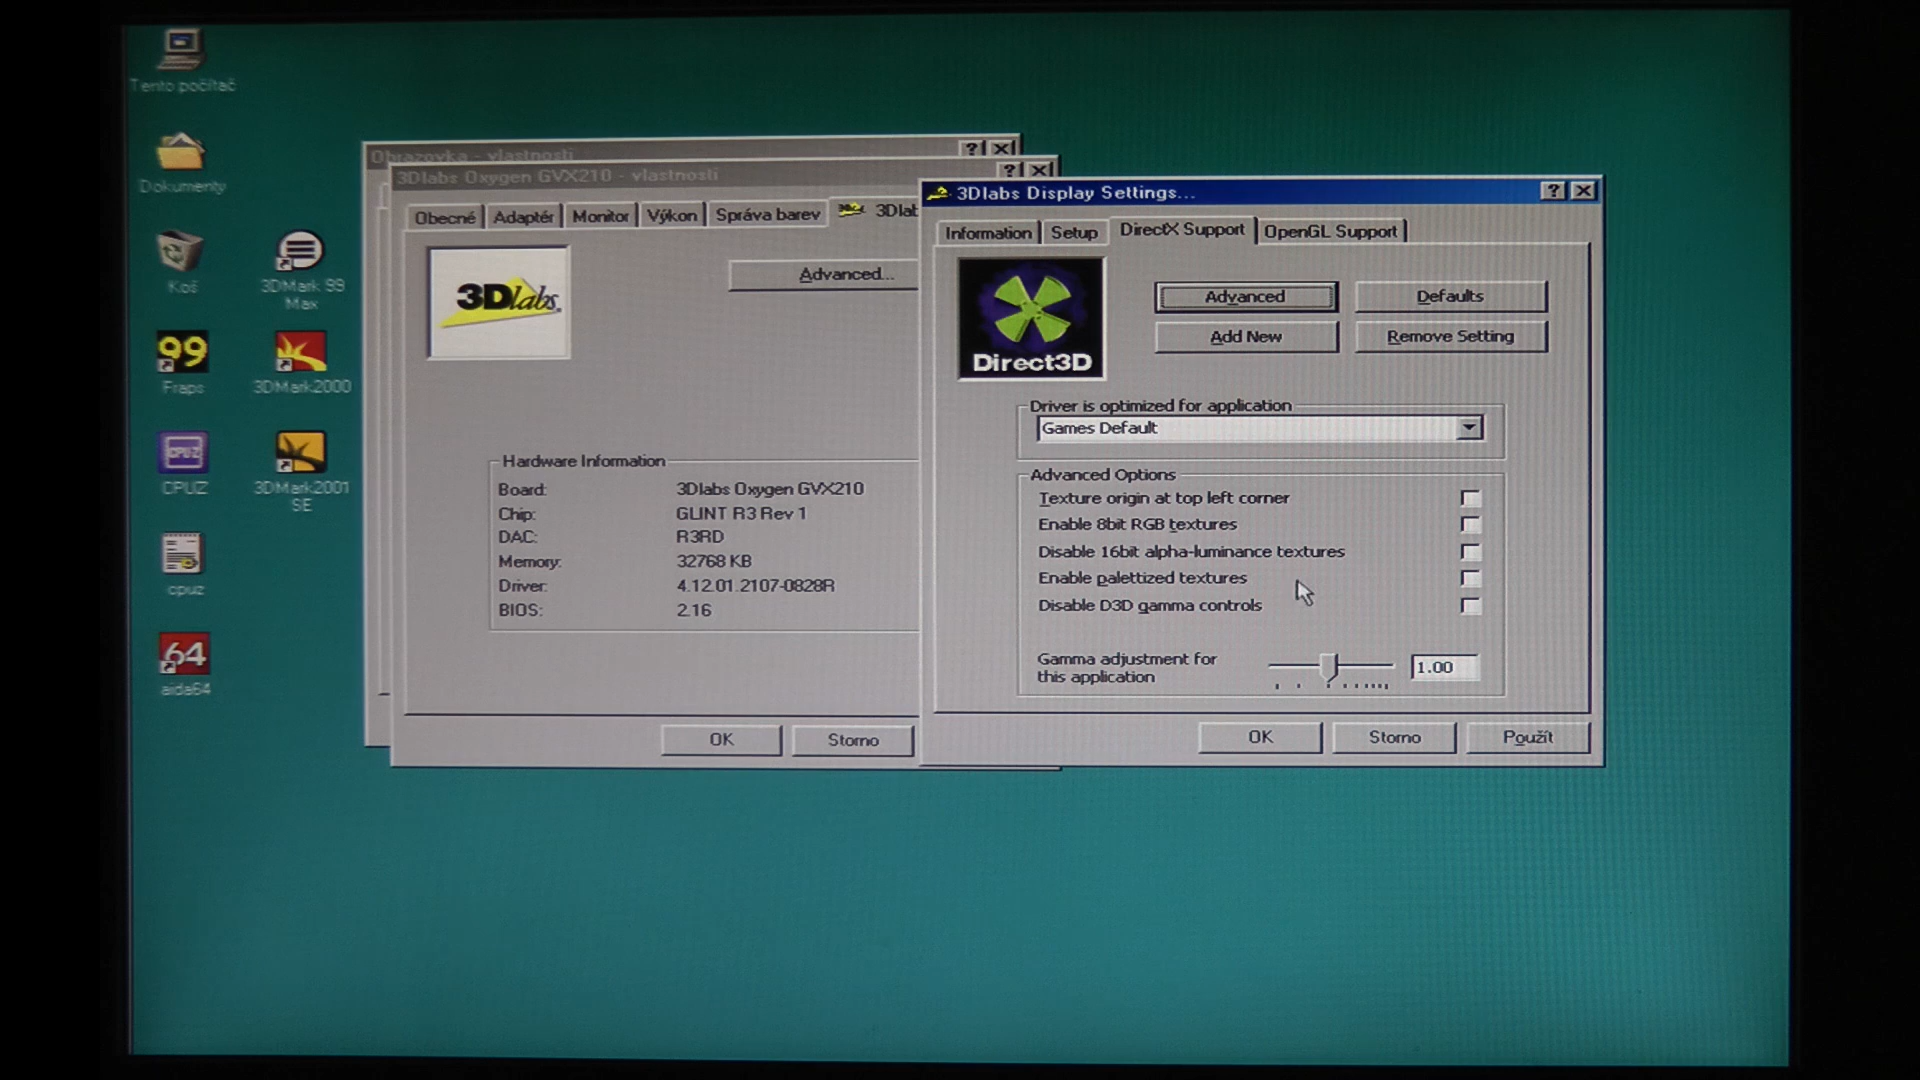 Tento počítač
Dokumenty
Koš
3DMark 99
Max
99
Fraps
3DMark2000
CPU Z
CPUZ
3DMark2001
SE
cpuz
64
aida64
Obrazovka - vlastnosti
3Dlabs Oxygen GVX210 - vlastnosti
Obecné
Adaptér
Monitor
Výkon
Správa barev
3Dlab
3Dlabs.
Advanced...
Hardware Information
Board: 3Dlabs Oxygen GVX210
Chip: GLINT R3 Rev 1
DAC: R3RD
Memory: 32768 KB
Driver: 4.12.01.2107-0828R
BIOS: 2.16
OK
Storno
3Dlabs Display Settings...
Information
Setup
DirectX Support
OpenGL Support
Direct3D
Advanced
Defaults
Add New
Remove Setting
Driver is optimized for application
Games Default
Advanced Options
Texture origin at top left corner
Enable 8bit RGB textures
Disable 16bit alpha-luminance textures
Enable palettized textures
Disable D3D gamma controls
Gamma adjustment for
this application
1.00
OK
Storno
Použít